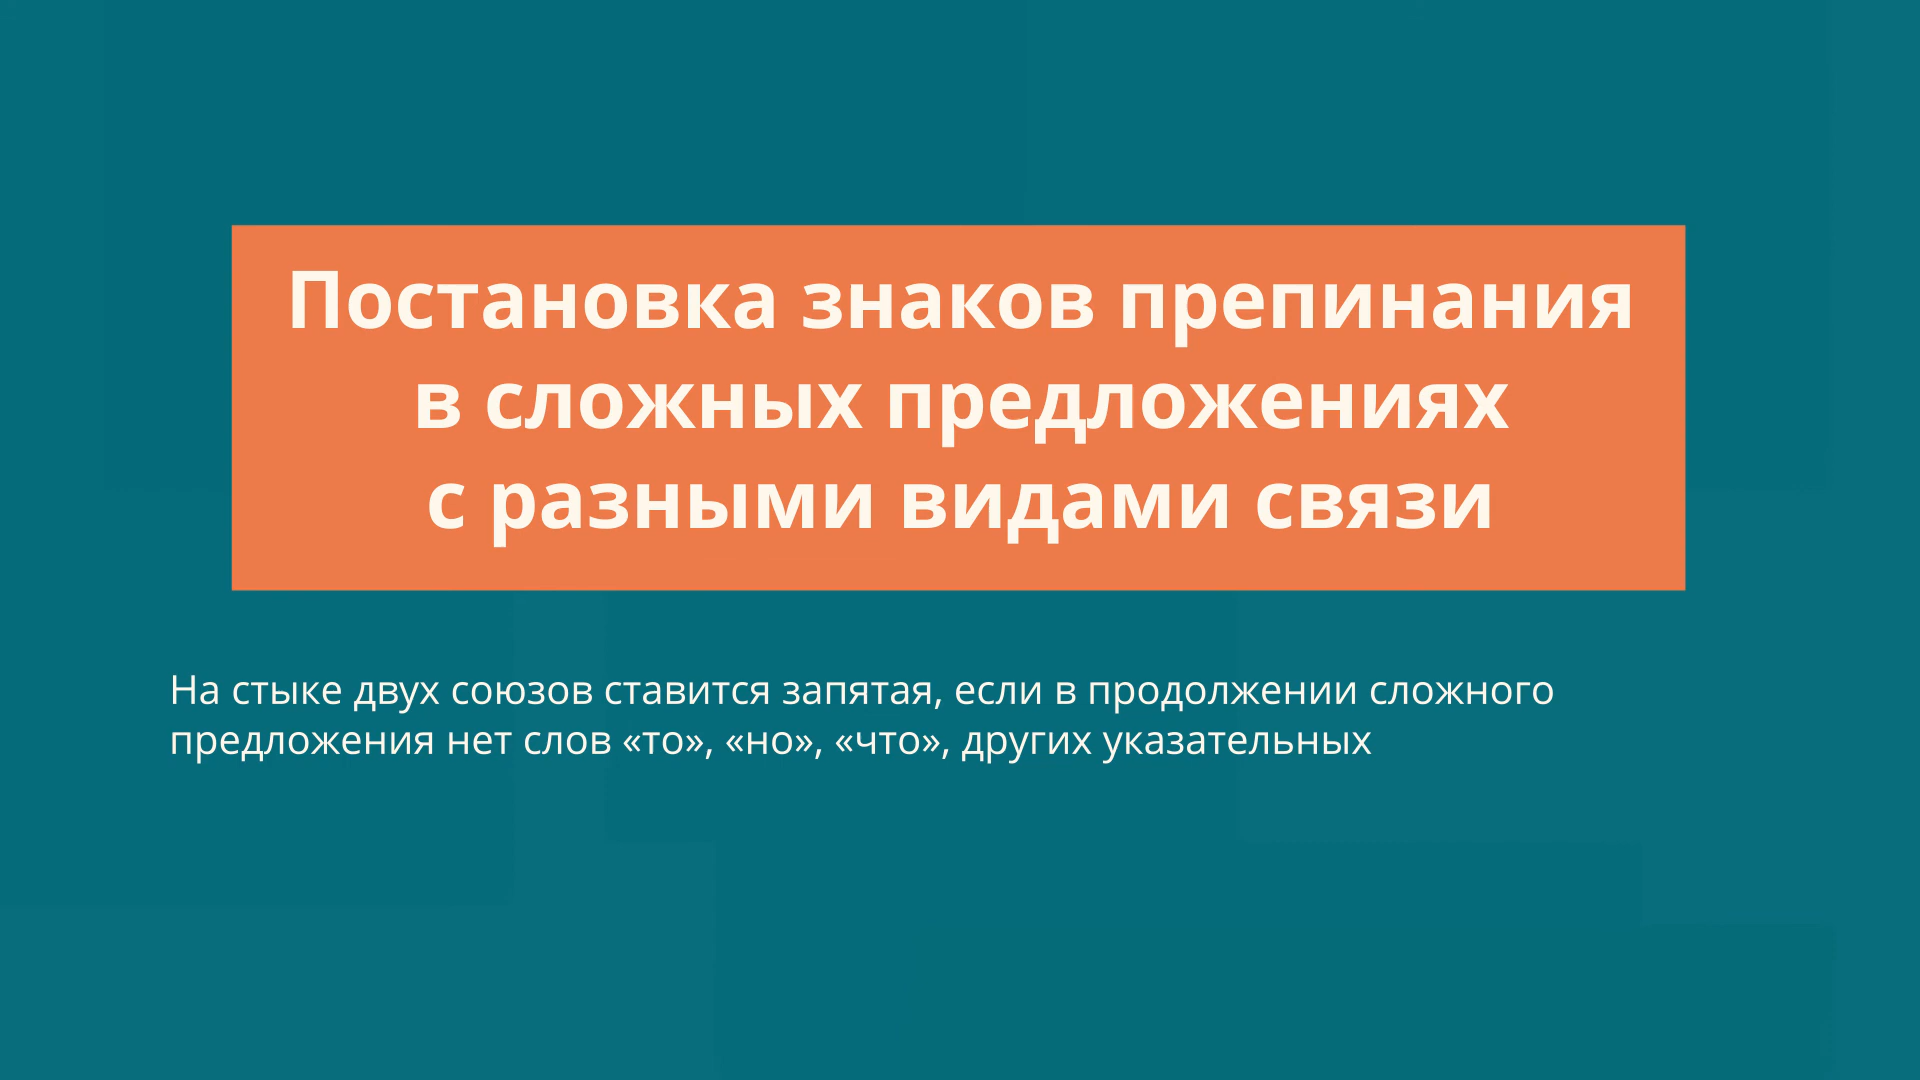 Постановка знаков препинания
в сложных предложениях
с разными видами связи
На стыке двух союзов ставится запятая, если в продолжении сложного
предложения нет слов «то», «но», «что», других указательных